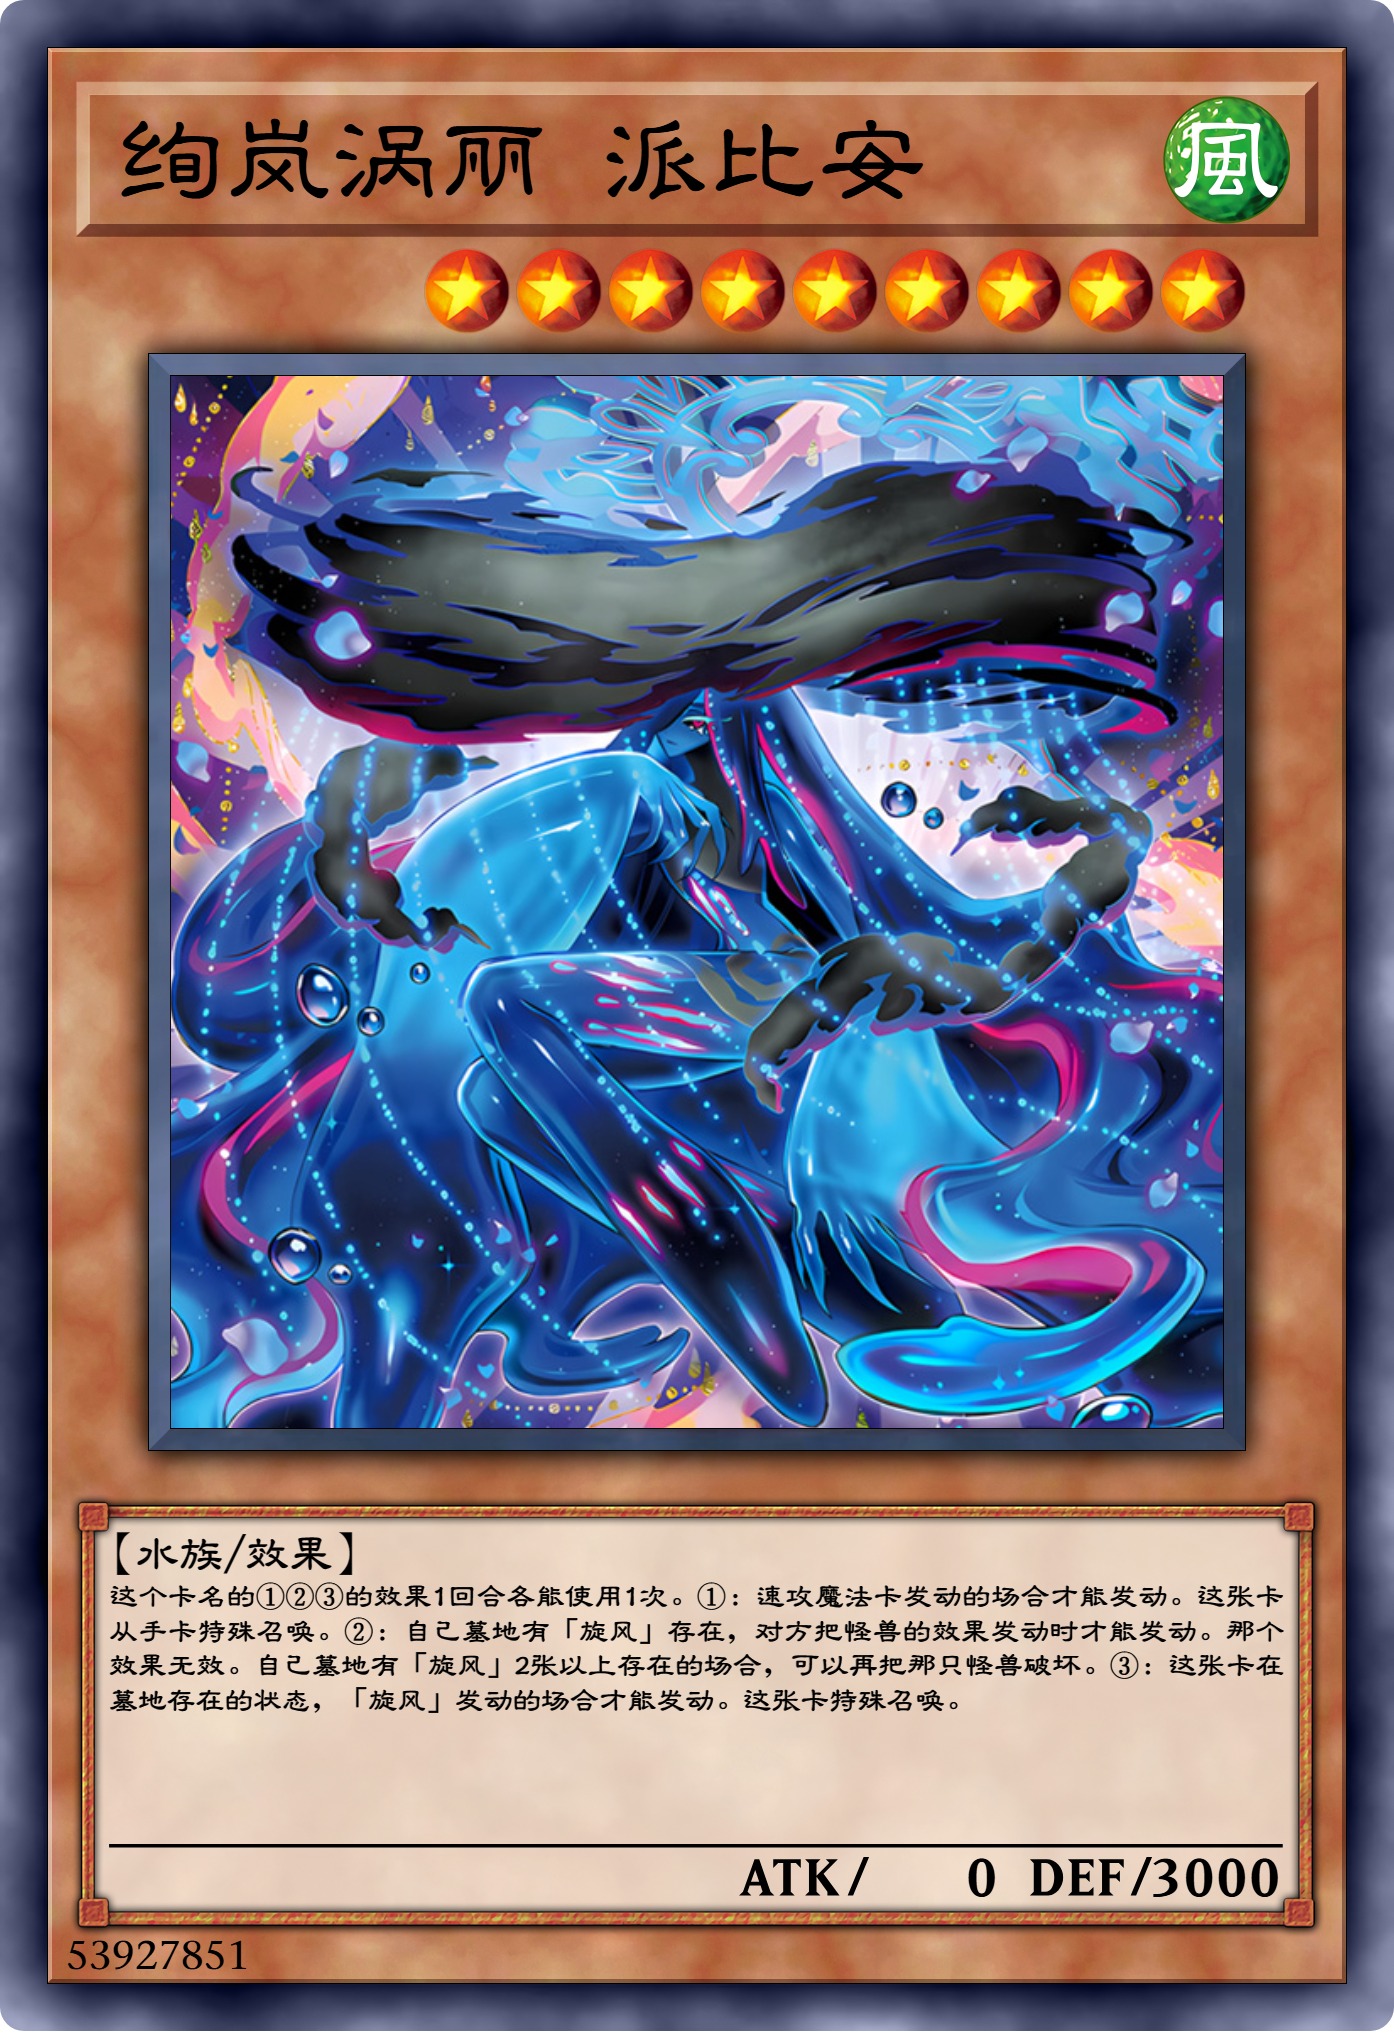 绚岚涡丽 派比安
風
【水族/效果】
这个卡名的①②③的效果1回合各能使用1次。①：速攻魔法卡发动的场合才能发动。这张卡
从手卡特殊召唤。②：自己墓地有「旋风」存在，对方把怪兽的效果发动时才能发动。那个
效果无效。自己墓地有「旋风」2张以上存在的场合，可以再把那只怪兽破坏。③：这张卡在
墓地存在的状态，「旋风」发动的场合才能发动。这张卡特殊召唤。
ATK/ 0 DEF/3000
53927851